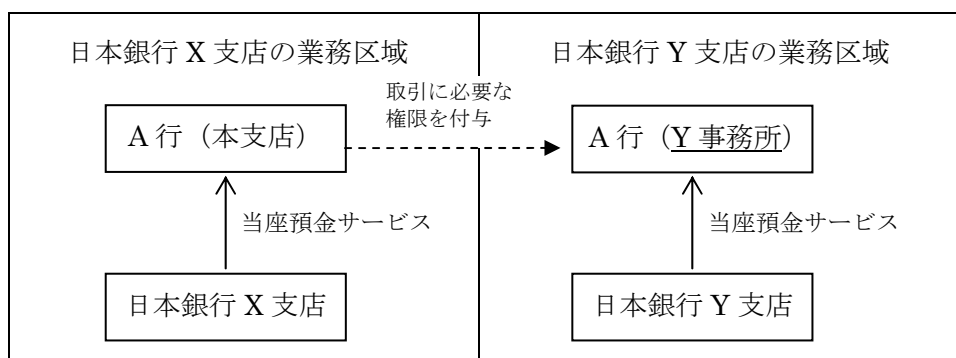 日本銀行 X 支店の業務区域
日本銀行 Y 支店の業務区域
取引に必要な
権限を付与
A 行（本支店）
A 行（Y 事務所）
当座預金サービス
当座預金サービス
日本銀行 X 支店
日本銀行 Y 支店